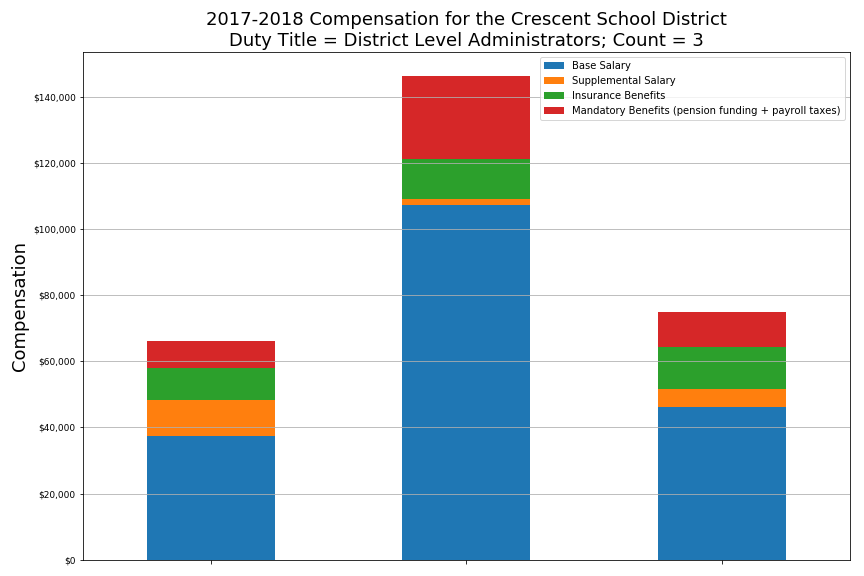 2017-2018 Compensation for the Crescent School District
Duty Title = District Level Administrators; Count = 3
Base Salary
Supplemental Salary
Insurance Benefits
Mandatory Benefits (pension funding + payroll taxes)
Compensation
$140,000
$120,000
$100,000
$80,000
$60,000
$40,000
$20,000
$0